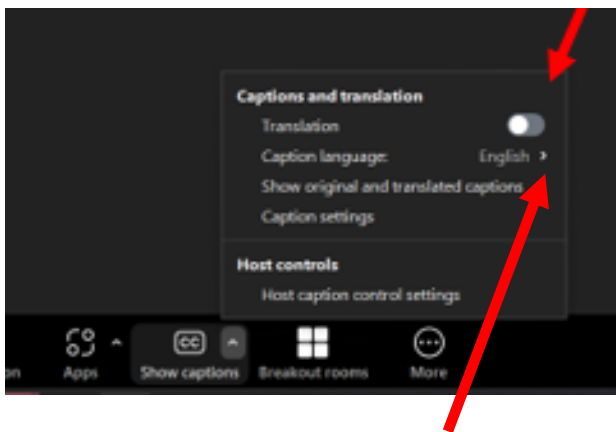 Captions and translation
Translation
Caption language: English
Show original and translated captions
Caption settings
Host controls
Host caption control settings
on Apps Show captions Breakout rooms More